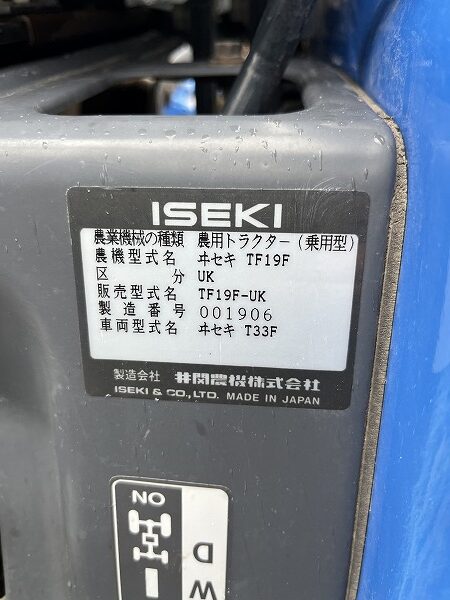 ISEKI
農業機械の種類 農用トラクター(乗用型)
農機型式名 ヰセキ TF19F
区分 UK
販売型式名 TF19F-UK
製造番号 001906
車両型式名 ヰセキ T33F
製造会社 井関農機株式会社
ISEKI & CO., LTD. MADE IN JAPAN
ON